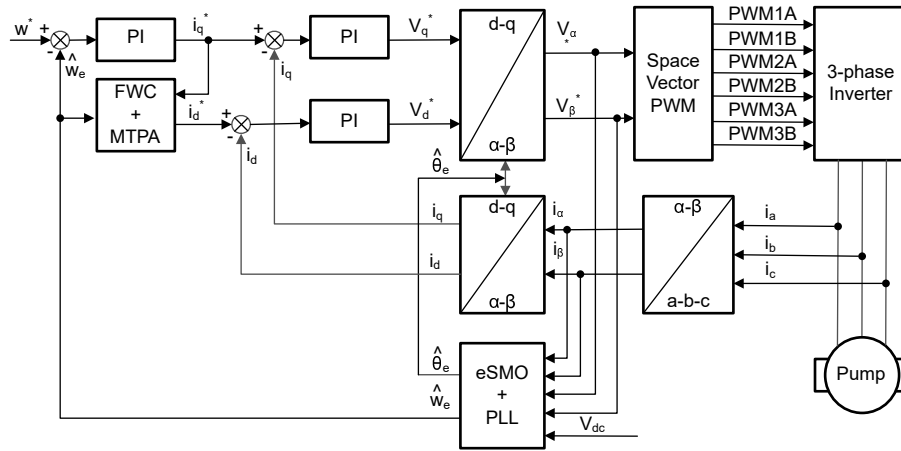 w*
+
-
ŵe
PI
iq*
+
-
iq
PI
Vq*
d-q
α-β
Vα*
Vβ*
Space
Vector
PWM
PWM1A
PWM1B
PWM2A
PWM2B
PWM3A
PWM3B
3-phase
Inverter
FWC
+
MTPA
id*
+
-
id
PI
Vd*
θ̂e
iq
id
d-q
α-β
iα
iβ
α-β
a-b-c
ia
ib
ic
θ̂e
ŵe
eSMO
+
PLL
Vdc
Pump